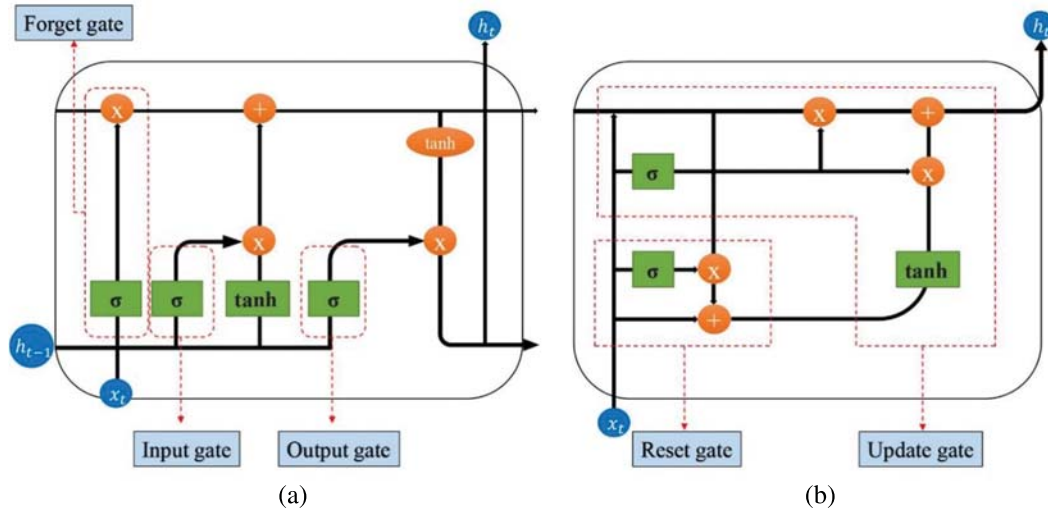 Forget gate
h_t
x
+
tanh
x
x
σ
σ
tanh
σ
h_{t-1}
x_t
Input gate
Output gate
(a)
h_t
x
+
σ
x
σ
x
tanh
+
x_t
Reset gate
Update gate
(b)